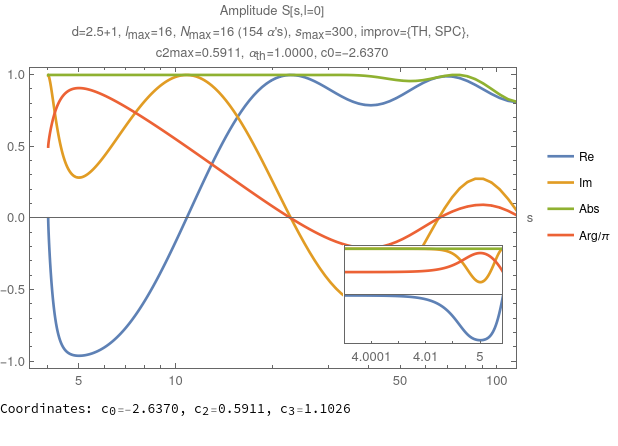 Amplitude S[s,l=0]
d=2.5+1, lmax=16, Nmax=16 (154 α's), smax=300, improv={TH, SPC},
c2max=0.5911, αth=1.0000, c0=−2.6370
1.0
0.5
0.0
s
−0.5
−1.0
5
10
50
100
4.0001
4.01
5
Re
Im
Abs
Arg/π
Coordinates: c0=−2.6370, c2=0.5911, c3=1.1026